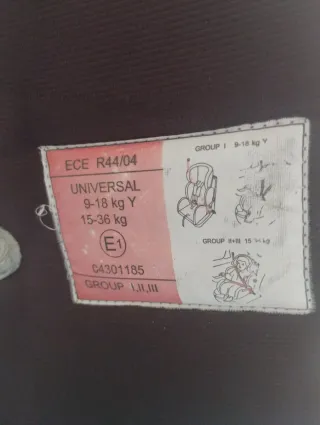 ECE R44/04
UNIVERSAL
9-18 kg Y
15-36 kg
E1
04301185
GROUP I,II,III
GROUP I 9-18 kg Y
GROUP II+III 15 kg